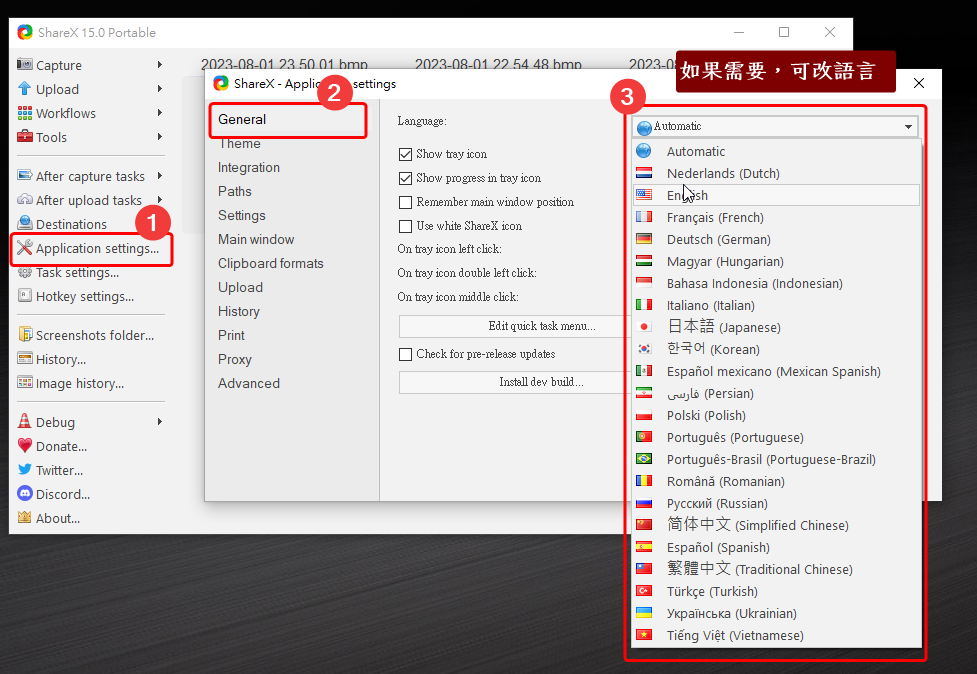 ShareX 15.0 Portable
Capture
Upload
Workflows
Tools
After capture tasks
After upload tasks
Destinations
1
Application settings...
Task settings...
Hotkey settings...
Screenshots folder...
History...
Image history...
Debug
Donate...
Twitter...
Discord...
About...
2023-08-01 23 50 01.bmp
2023-08-01 22 54 48.bmp
2023-0
如果需要，可改語言
ShareX - Applic settings
2
General
Theme
Integration
Paths
Settings
Main window
Clipboard formats
Upload
History
Print
Proxy
Advanced
Language:
Show tray icon
Show progress in tray icon
Remember main window position
Use white ShareX icon
On tray icon left click:
On tray icon double left click:
On tray icon middle click:
Edit quick task menu...
Check for pre-release updates
Install dev build...
3
Automatic
Automatic
Nederlands (Dutch)
English
Français (French)
Deutsch (German)
Magyar (Hungarian)
Bahasa Indonesia (Indonesian)
Italiano (Italian)
日本語 (Japanese)
한국어 (Korean)
Español mexicano (Mexican Spanish)
فارسی (Persian)
Polski (Polish)
Português (Portuguese)
Português-Brasil (Portuguese-Brazil)
Română (Romanian)
Русский (Russian)
简体中文 (Simplified Chinese)
Español (Spanish)
繁體中文 (Traditional Chinese)
Türkçe (Turkish)
Українська (Ukrainian)
Tiếng Việt (Vietnamese)